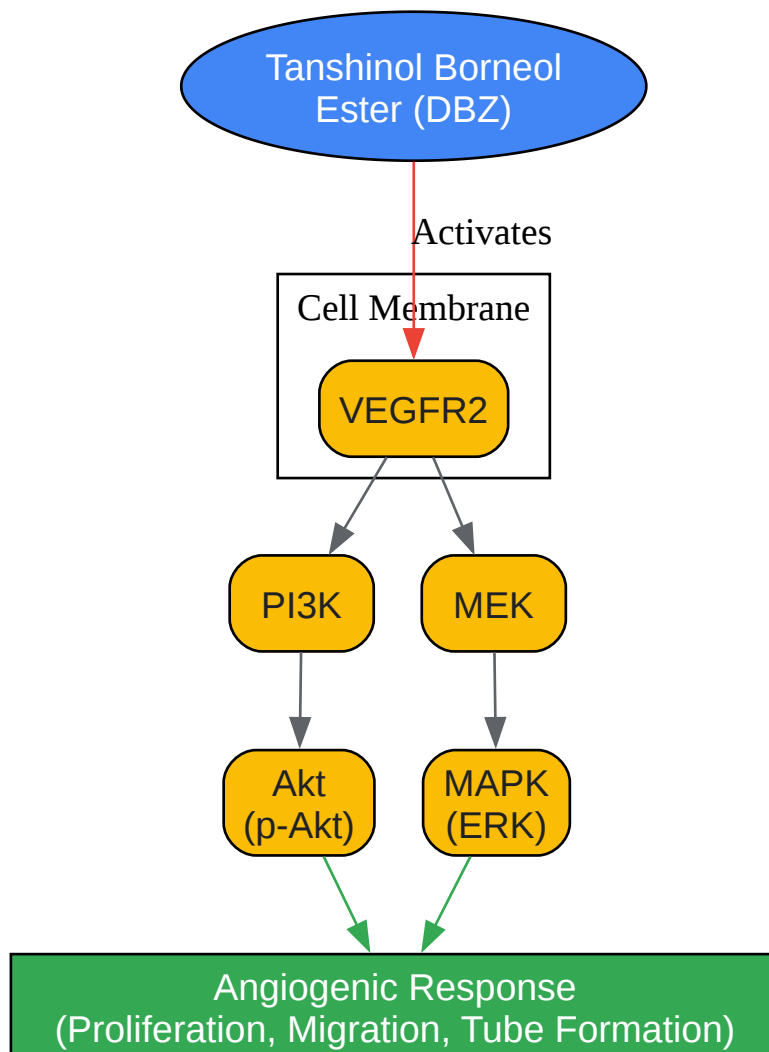 Tanshinol Borneol
Ester (DBZ)
Activates
Cell Membrane
VEGFR2
PI3K
MEK
Akt
(p-Akt)
MAPK
(ERK)
Angiogenic Response
(Proliferation, Migration, Tube Formation)